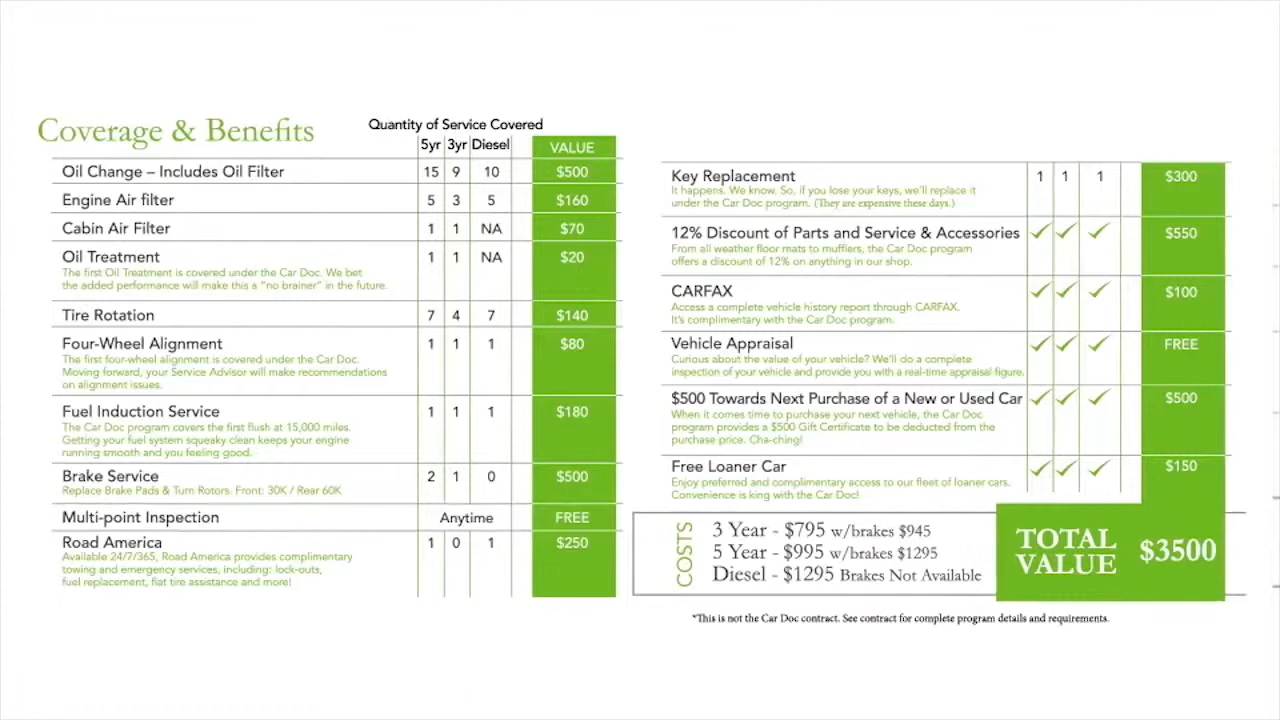 Coverage & Benefits
Quantity of Service Covered
5yr 3yr Diesel VALUE
Oil Change – Includes Oil Filter 15 9 10 $500
Engine Air filter 5 3 5 $160
Cabin Air Filter 1 1 NA $70
Oil Treatment 1 1 NA $20
The first Oil Treatment is covered under the Car Doc. We bet
the added performance will make this a “no brainer” in the future.
Tire Rotation 7 4 7 $140
Four-Wheel Alignment 1 1 1 $80
The first four-wheel alignment is covered under the Car Doc.
Moving forward, your Service Advisor will make recommendations
on alignment issues.
Fuel Induction Service 1 1 1 $180
The Car Doc program covers the first flush at 15,000 miles.
Getting your fuel system squeaky clean keeps your engine
running smooth and you feeling good.
Brake Service 2 1 0 $500
Replace Brake Pads & Turn Rotors. Front: 30K / Rear 60K
Multi-point Inspection Anytime FREE
Road America 1 0 1 $250
Available 24/7/365, Road America provides complimentary
towing and emergency services, including: lock-outs,
fuel replacement, flat tire assistance and more!
Key Replacement 1 1 1 $300
It happens. We know. So, if you lose your keys, we’ll replace it
under the Car Doc program. (They are expensive these days.)
12% Discount of Parts and Service & Accessories $550
From all weather floor mats to mufflers, the Car Doc program
offers a discount of 12% on anything in our shop.
CARFAX $100
Access a complete vehicle history report through CARFAX.
It’s complimentary with the Car Doc program.
Vehicle Appraisal FREE
Curious about the value of your vehicle? We’ll do a complete
inspection of your vehicle and provide you with a real-time appraisal figure.
$500 Towards Next Purchase of a New or Used Car $500
When it comes time to purchase your next vehicle, the Car Doc
program provides a $500 Gift Certificate to be deducted from the
purchase price. Cha-ching!
Free Loaner Car $150
Enjoy preferred and complimentary access to our fleet of loaner cars.
Convenience is king with the Car Doc!
COSTS
3 Year - $795 w/brakes $945
5 Year - $995 w/brakes $1295
Diesel - $1295 Brakes Not Available
TOTAL
VALUE
$3500
*This is not the Car Doc contract. See contract for complete program details and requirements.